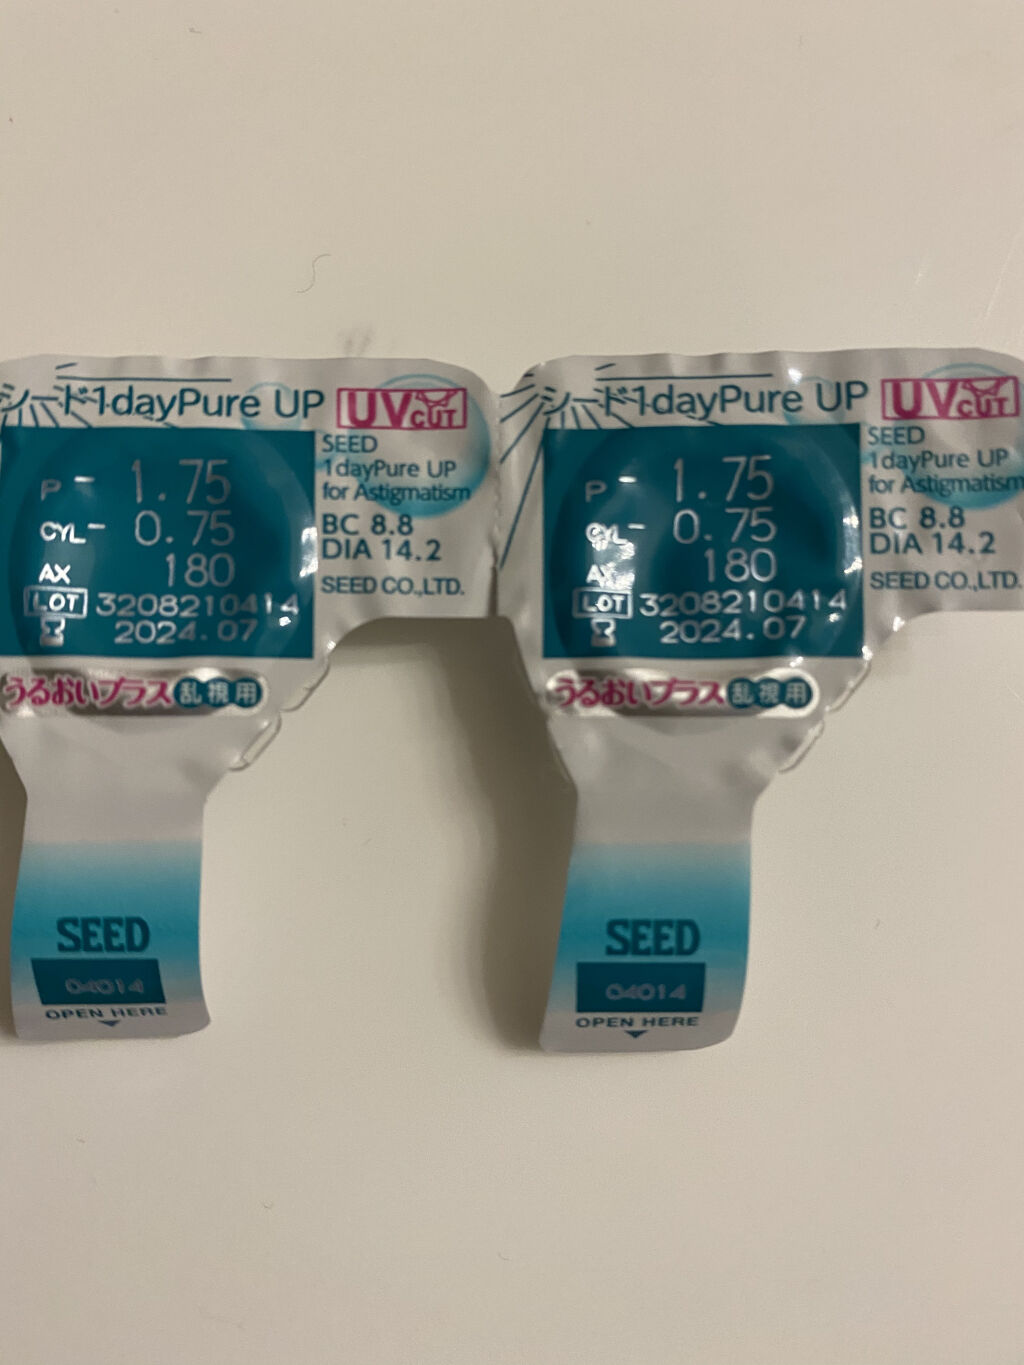 シード1dayPure UP
UV CUT
P - 1.75
CYL - 0.75
AX 180
LOT 3208210414
2024.07
SEED
1dayPure UP
for Astigmatism
BC 8.8
DIA 14.2
SEED CO.,LTD.
うるおいプラス 乱視用
SEED
04014
OPEN HERE
シード1dayPure UP
UV CUT
P - 1.75
CYL - 0.75
AX 180
LOT 3208210414
2024.07
SEED
1dayPure UP
for Astigmatism
BC 8.8
DIA 14.2
SEED CO.,LTD.
うるおいプラス 乱視用
SEED
04014
OPEN HERE